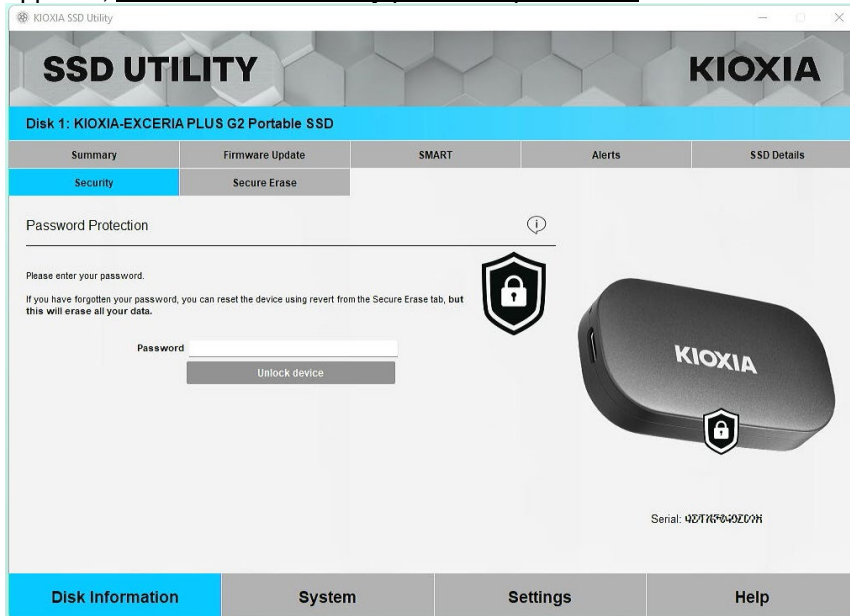 KIOXIA SSD Utility
SSD UTILITY
KIOXIA
Disk 1: KIOXIA-EXCERIA PLUS G2 Portable SSD
Summary
Firmware Update
SMART
Alerts
SSD Details
Security
Secure Erase
Password Protection
Please enter your password.
If you have forgotten your password, you can reset the device using revert from the Secure Erase tab, but
this will erase all your data.
Password
Unlock device
KIOXIA
Serial:
Disk Information
System
Settings
Help